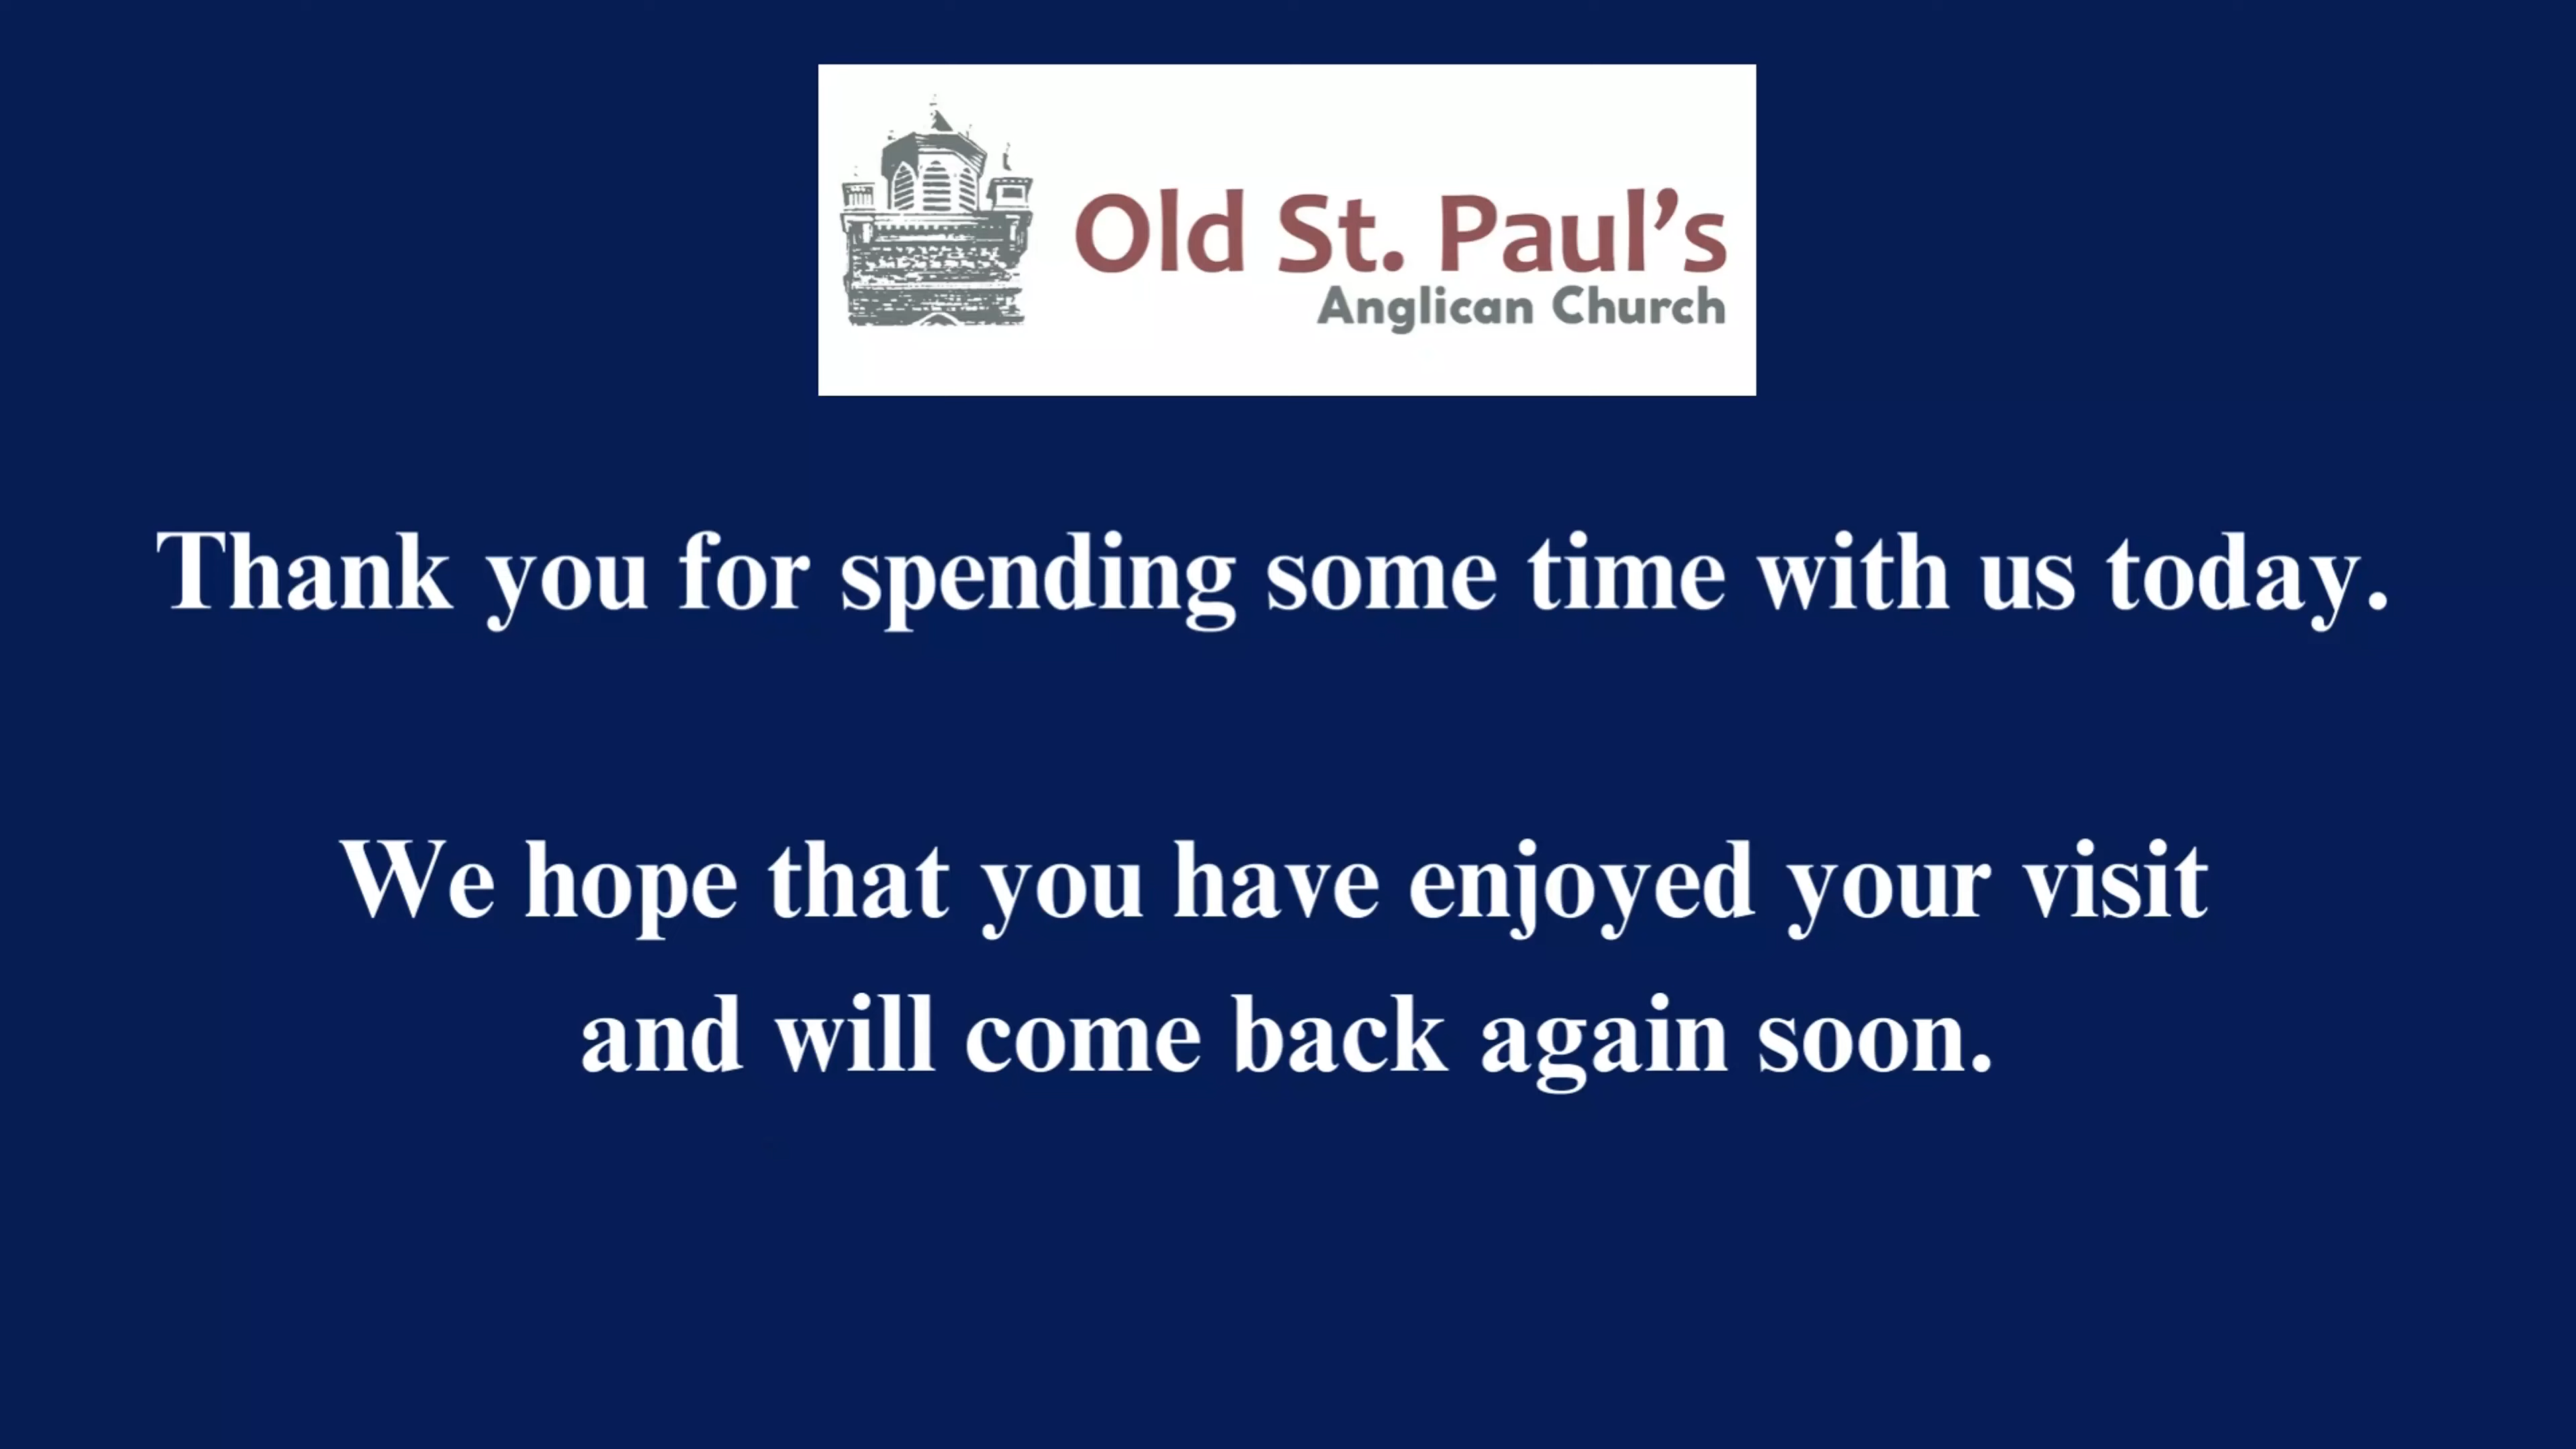 Old St. Paul’s
Anglican Church
Thank you for spending some time with us today.
We hope that you have enjoyed your visit
and will come back again soon.